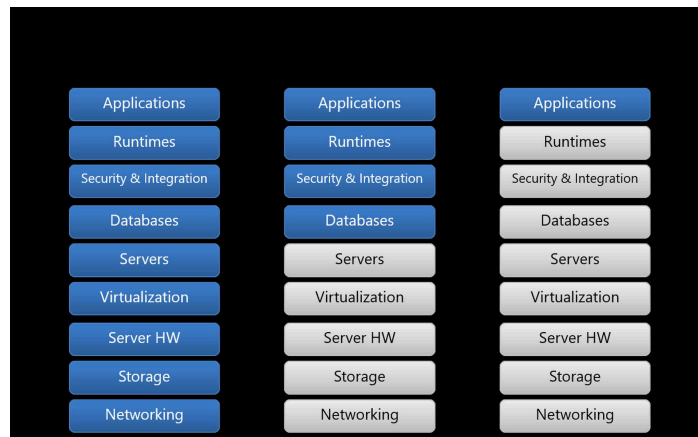 Applications
Runtimes
Security & Integration
Databases
Servers
Virtualization
Server HW
Storage
Networking
Applications
Runtimes
Security & Integration
Databases
Servers
Virtualization
Server HW
Storage
Networking
Applications
Runtimes
Security & Integration
Databases
Servers
Virtualization
Server HW
Storage
Networking